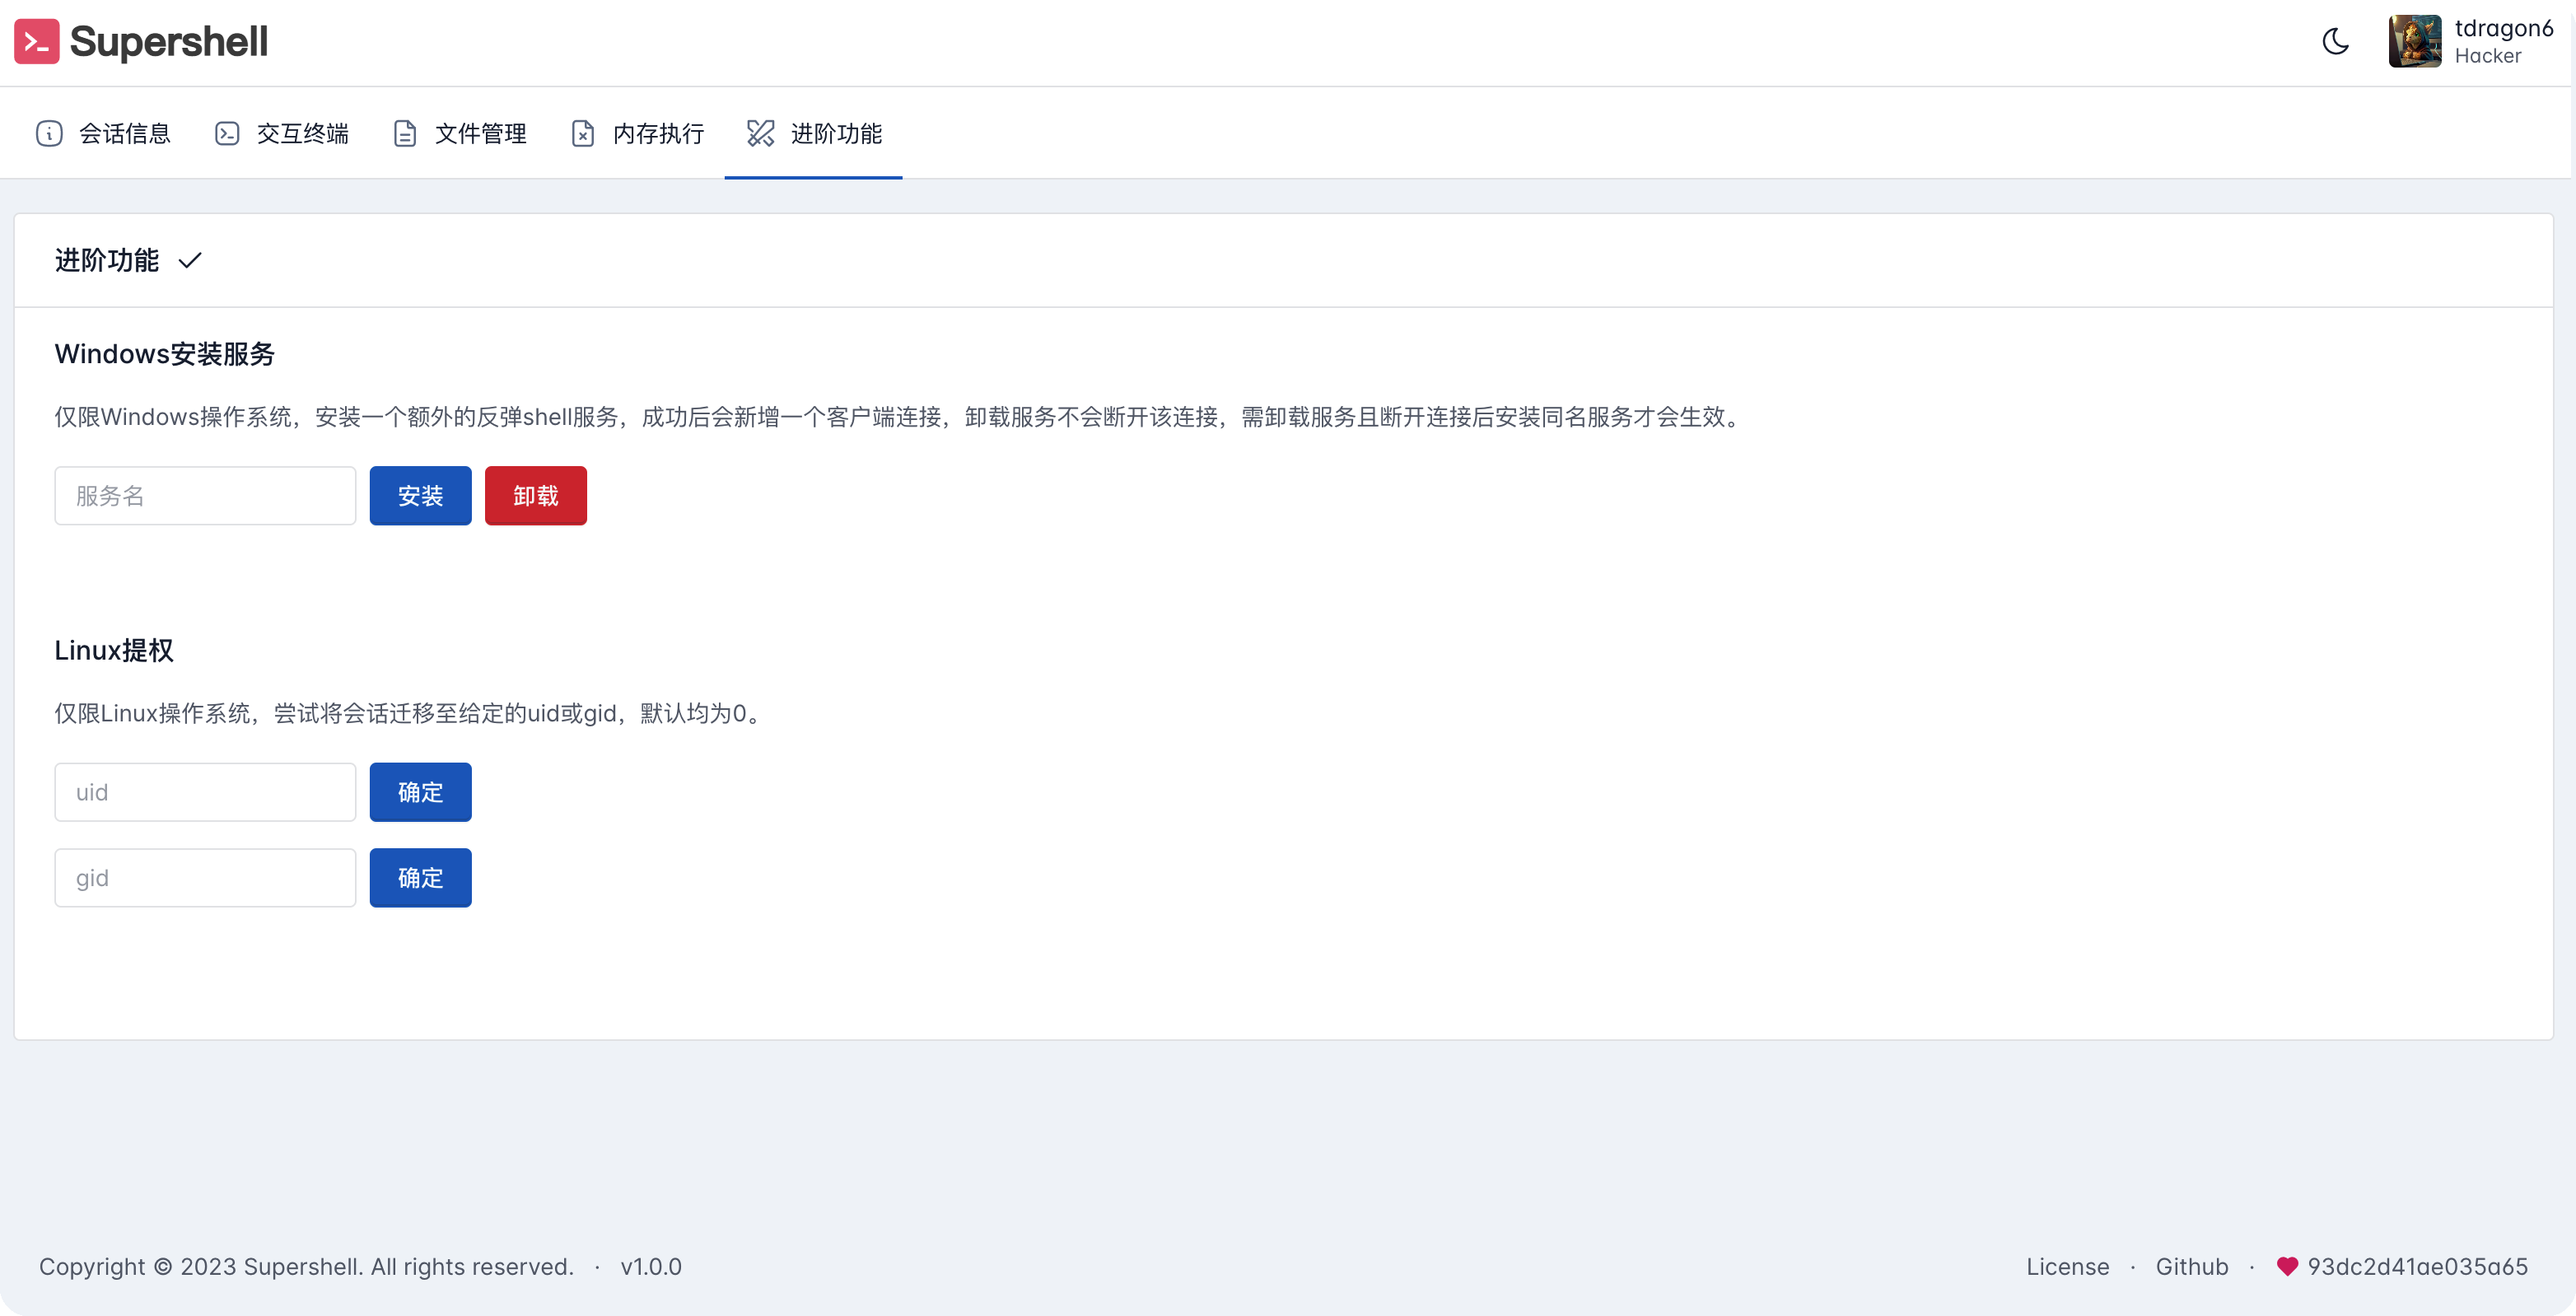 Supershell
tdragon6
Hacker
会话信息 交互终端 文件管理 内存执行 进阶功能
进阶功能
Windows安装服务
仅限Windows操作系统，安装一个额外的反弹shell服务，成功后会新增一个客户端连接，卸载服务不会断开该连接，需卸载服务且断开连接后安装同名服务才会生效。
服务名 安装 卸载
Linux提权
仅限Linux操作系统，尝试将会话迁移至给定的uid或gid，默认均为0。
uid 确定
gid 确定
Copyright © 2023 Supershell. All rights reserved. · v1.0.0 License · Github · 93dc2d41ae035a65